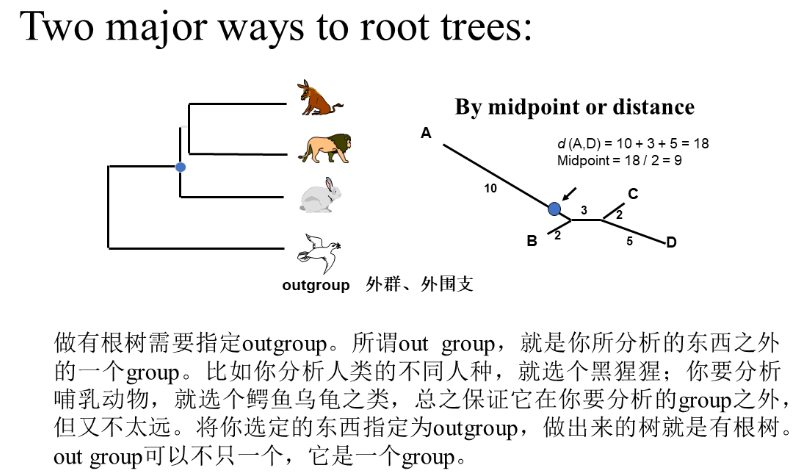 Two major ways to root trees:
By midpoint or distance
A
d (A,D) = 10 + 3 + 5 = 18
Midpoint = 18 / 2 = 9
10
C
3
2
B
2
5
D
outgroup 外群、外围支
做有根树需要指定outgroup。所谓out group，就是你所分析的东西之外
的一个group。比如你分析人类的不同人种，就选个黑猩猩；你要分析
哺乳动物，就选个鳄鱼乌龟之类，总之保证它在你要分析的group之外，
但又不太远。将你选定的东西指定为outgroup，做出来的树就是有根树。
out group可以不只一个，它是一个group。